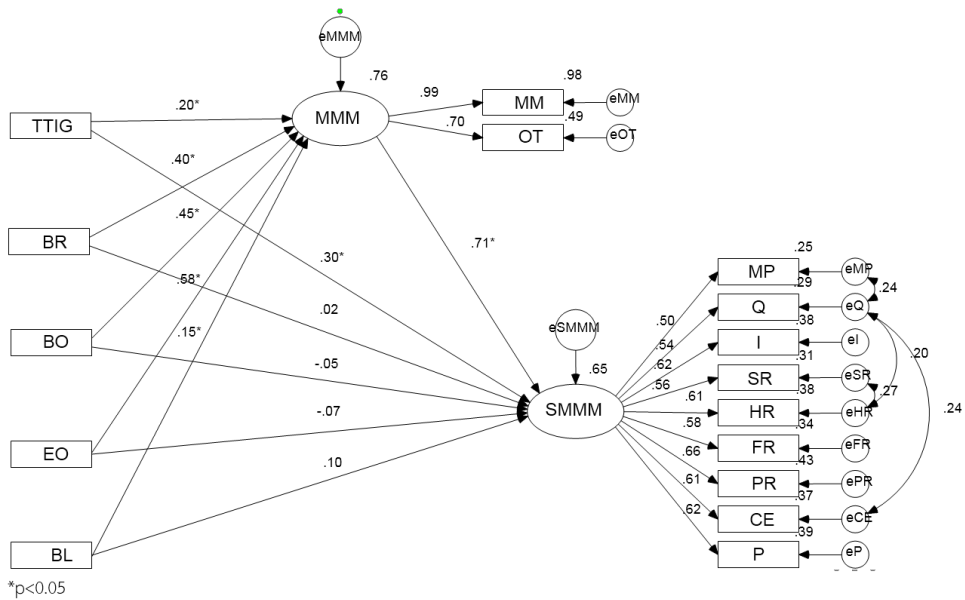 eMMM
.76
.98
.99
MM
eMM
.20*
TTIG
MMM
.49
.70
OT
eOT
.40*
.45*
BR
.71*
.25
.30*
MP
eMP
.58*
.29
.24
.02
.50
Q
eQ
.15*
eSMMM
.38
BO
.54
I
eI
.20
-.05
.62
.31
.65
.56
SR
eSR
.38
.27
-.07
SMMM
.61
HR
eHR
.24
.34
.58
EO
FR
eFR
.10
.66
.43
PR
ePR
.61
.37
.62
CE
eCE
.39
BL
P
eP
*p<0.05